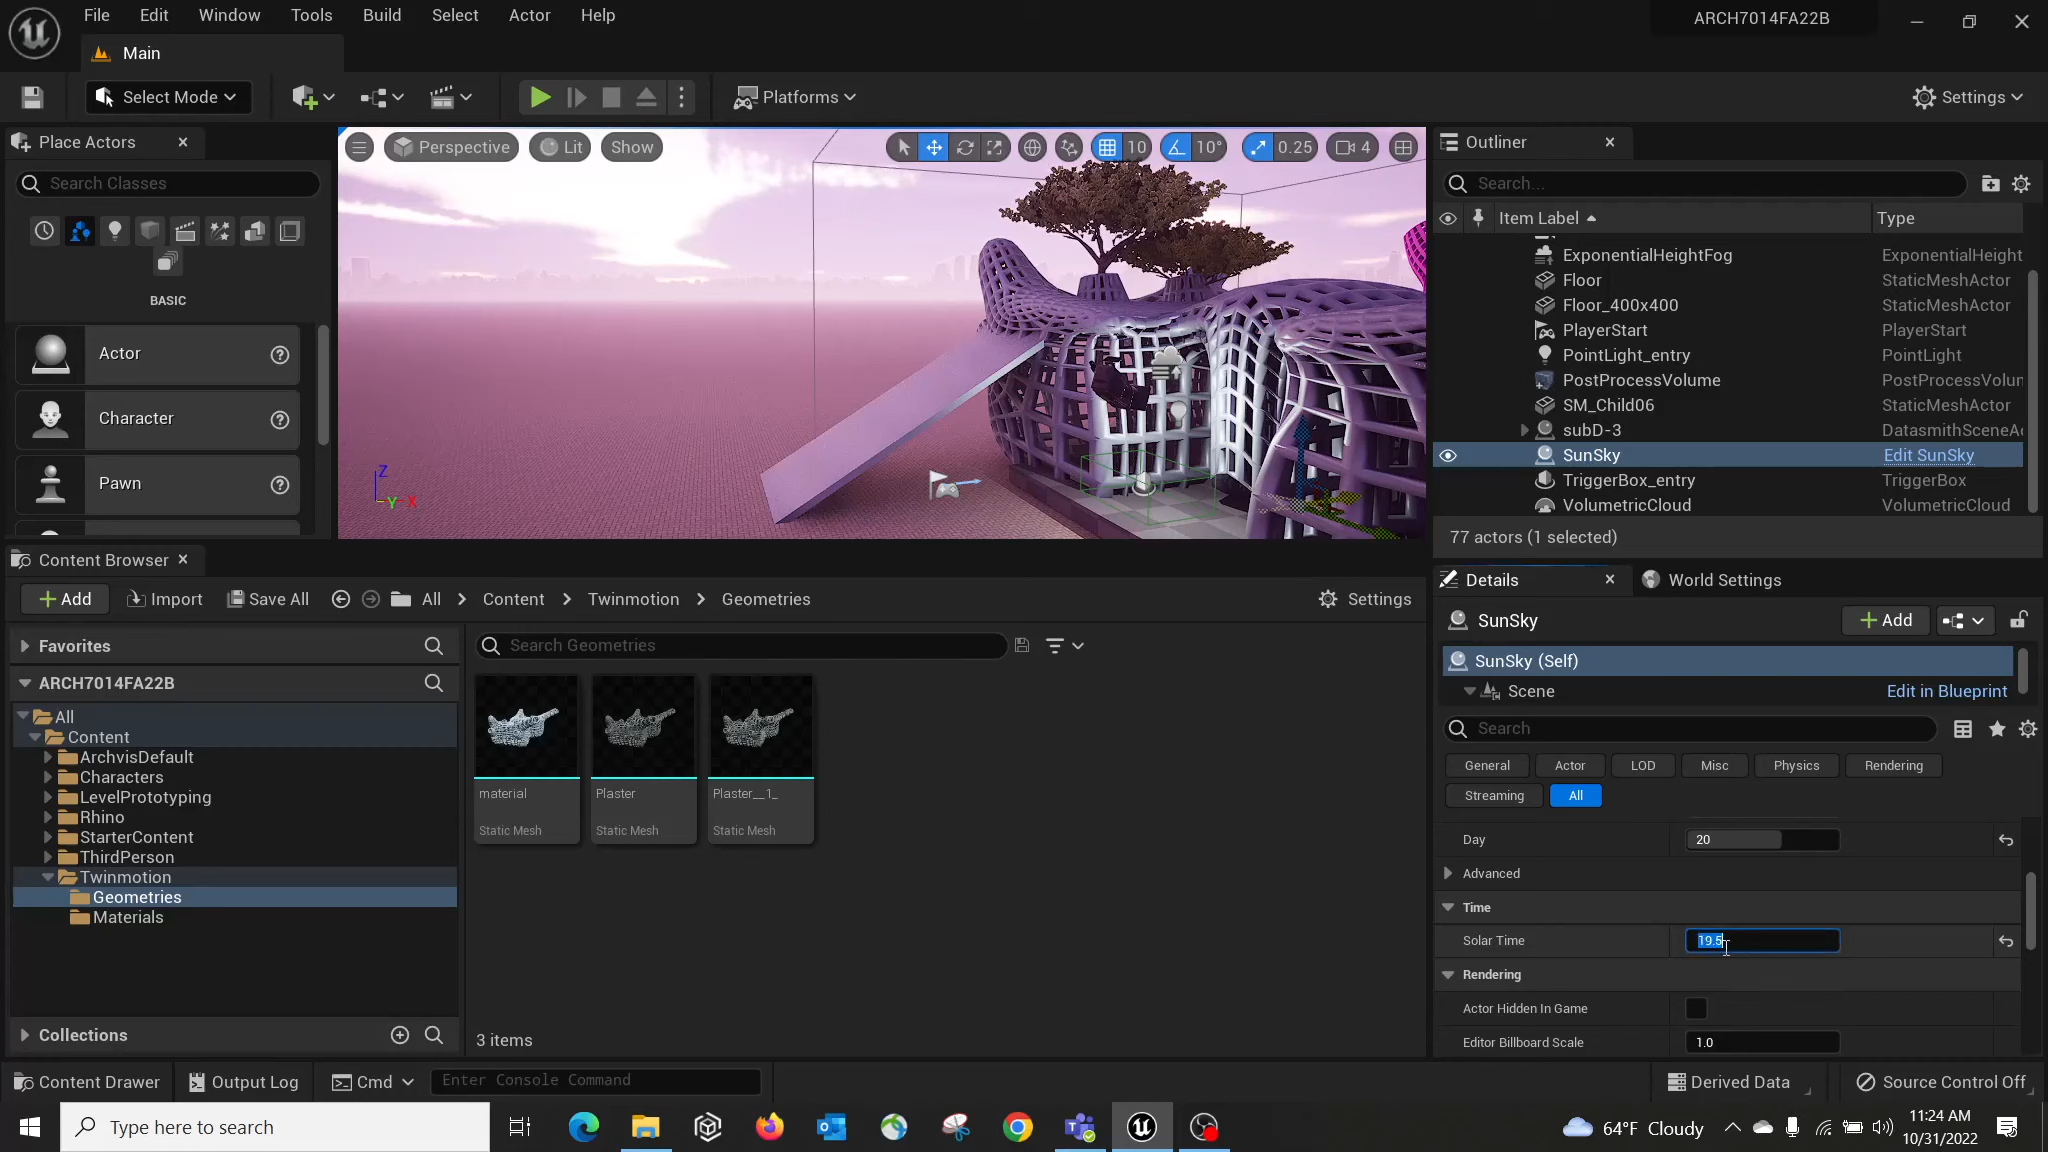 File Edit Window Tools Build Select Actor Help ARCH7014FA22B
Main
Select Mode Platforms Settings
Place Actors
Search Classes
BASIC
Actor
Character
Pawn
Perspective Lit Show 10 10° 0.25 4
Z
Y X
Outliner
Search...
Item Label Type
ExponentialHeightFog ExponentialHeight
Floor StaticMeshActor
Floor_400x400 StaticMeshActor
PlayerStart PlayerStart
PointLight_entry PointLight
PostProcessVolume PostProcessVolun
SM_Child06 StaticMeshActor
subD-3 DatasmithSceneAc
SunSky Edit SunSky
TriggerBox_entry TriggerBox
VolumetricCloud VolumetricCloud
77 actors (1 selected)
Content Browser
Add Import Save All All Content Twinmotion Geometries Settings
Favorites
ARCH7014FA22B
All
Content
ArchvisDefault
Characters
LevelPrototyping
Rhino
StarterContent
ThirdPerson
Twinmotion
Geometries
Materials
Collections
Search Geometries
material
Static Mesh
Plaster
Static Mesh
Plaster__1_
Static Mesh
3 items
Details World Settings
SunSky Add
SunSky (Self)
Scene Edit in Blueprint
Search
General Actor LOD Misc Physics Rendering
Streaming All
Day 20
Advanced
Time
Solar Time 19.5
Rendering
Actor Hidden In Game
Editor Billboard Scale 1.0
Content Drawer Output Log Cmd Enter Console Command Derived Data Source Control Off
Type here to search
64°F Cloudy
11:24 AM
10/31/2022